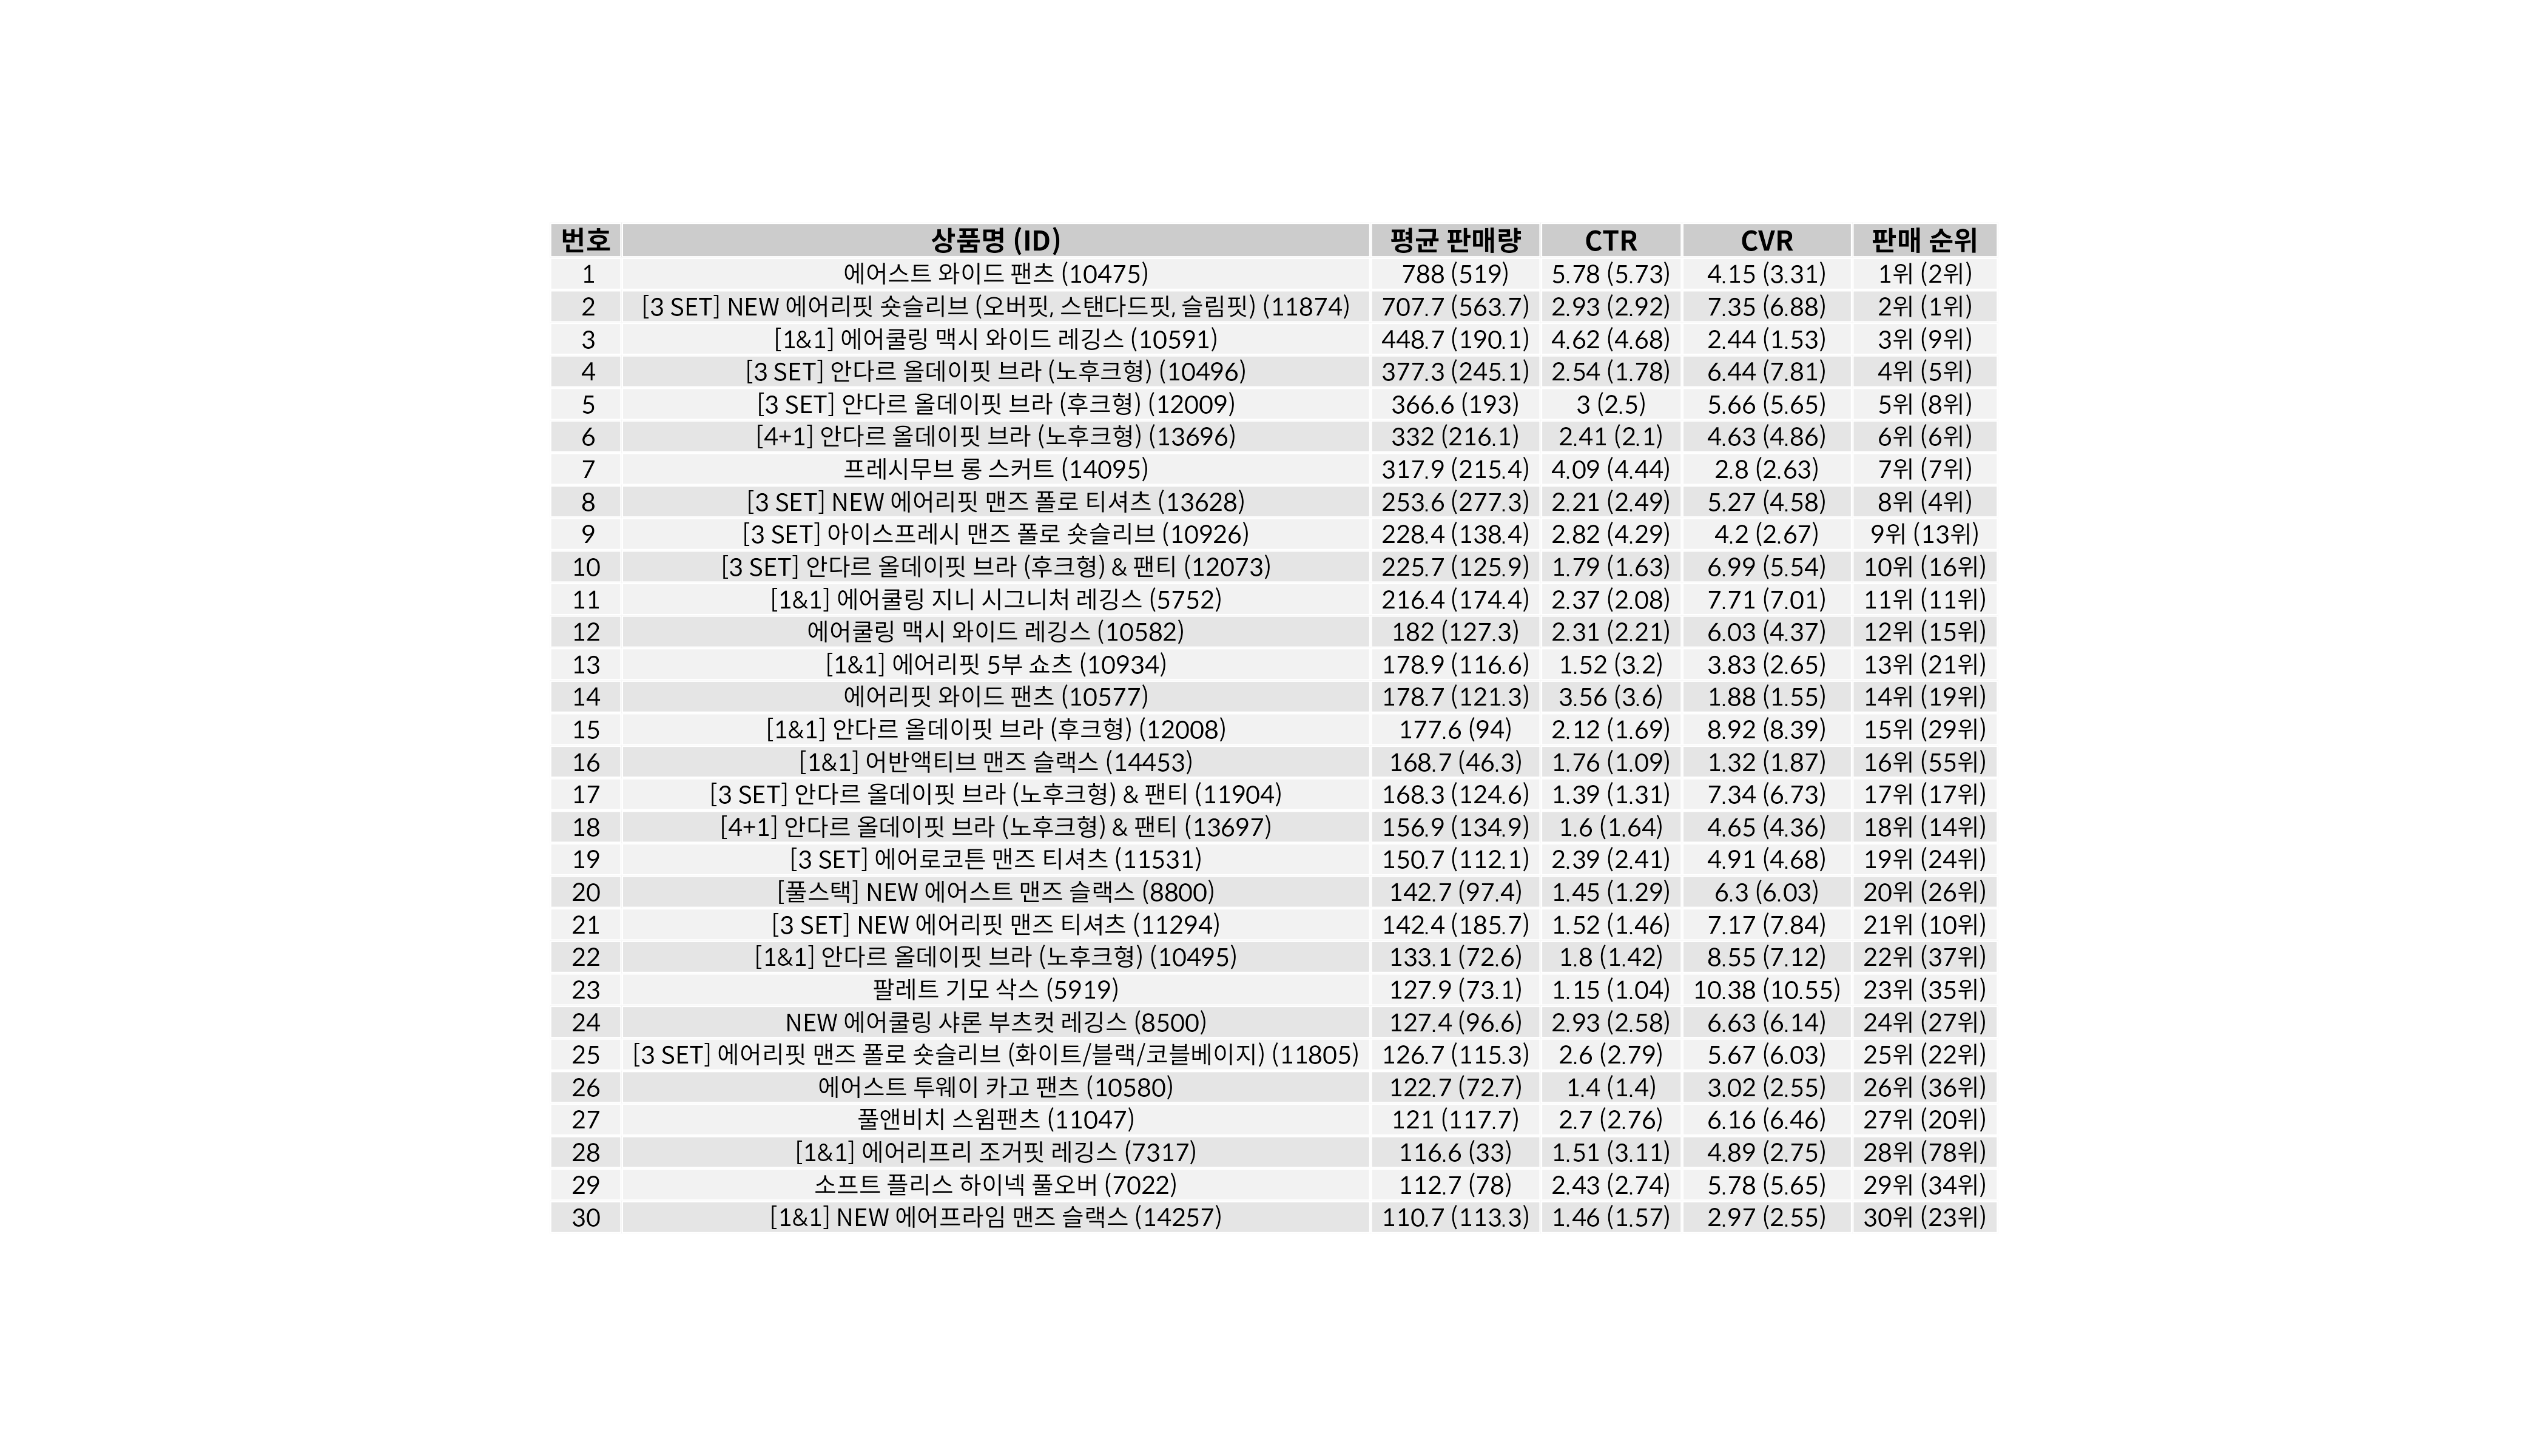 번호 상품명 (ID) 평균 판매량 CTR CVR 판매 순위
1 에어스트 와이드 팬츠 (10475) 788 (519) 5.78 (5.73) 4.15 (3.31) 1위 (2위)
2 [3 SET] NEW 에어리핏 숏슬리브 (오버핏, 스탠다드핏, 슬림핏) (11874) 707.7 (563.7) 2.93 (2.92) 7.35 (6.88) 2위 (1위)
3 [1&1] 에어쿨링 맥시 와이드 레깅스 (10591) 448.7 (190.1) 4.62 (4.68) 2.44 (1.53) 3위 (9위)
4 [3 SET] 안다르 올데이핏 브라 (노후크형) (10496) 377.3 (245.1) 2.54 (1.78) 6.44 (7.81) 4위 (5위)
5 [3 SET] 안다르 올데이핏 브라 (후크형) (12009) 366.6 (193) 3 (2.5) 5.66 (5.65) 5위 (8위)
6 [4+1] 안다르 올데이핏 브라 (노후크형) (13696) 332 (216.1) 2.41 (2.1) 4.63 (4.86) 6위 (6위)
7 프레시무브 롱 스커트 (14095) 317.9 (215.4) 4.09 (4.44) 2.8 (2.63) 7위 (7위)
8 [3 SET] NEW 에어리핏 맨즈 폴로 티셔츠 (13628) 253.6 (277.3) 2.21 (2.49) 5.27 (4.58) 8위 (4위)
9 [3 SET] 아이스프레시 맨즈 폴로 숏슬리브 (10926) 228.4 (138.4) 2.82 (4.29) 4.2 (2.67) 9위 (13위)
10 [3 SET] 안다르 올데이핏 브라 (후크형) & 팬티 (12073) 225.7 (125.9) 1.79 (1.63) 6.99 (5.54) 10위 (16위)
11 [1&1] 에어쿨링 지니 시그니처 레깅스 (5752) 216.4 (174.4) 2.37 (2.08) 7.71 (7.01) 11위 (11위)
12 에어쿨링 맥시 와이드 레깅스 (10582) 182 (127.3) 2.31 (2.21) 6.03 (4.37) 12위 (15위)
13 [1&1] 에어리핏 5부 쇼츠 (10934) 178.9 (116.6) 1.52 (3.2) 3.83 (2.65) 13위 (21위)
14 에어리핏 와이드 팬츠 (10577) 178.7 (121.3) 3.56 (3.6) 1.88 (1.55) 14위 (19위)
15 [1&1] 안다르 올데이핏 브라 (후크형) (12008) 177.6 (94) 2.12 (1.69) 8.92 (8.39) 15위 (29위)
16 [1&1] 어반액티브 맨즈 슬랙스 (14453) 168.7 (46.3) 1.76 (1.09) 1.32 (1.87) 16위 (55위)
17 [3 SET] 안다르 올데이핏 브라 (노후크형) & 팬티 (11904) 168.3 (124.6) 1.39 (1.31) 7.34 (6.73) 17위 (17위)
18 [4+1] 안다르 올데이핏 브라 (노후크형) & 팬티 (13697) 156.9 (134.9) 1.6 (1.64) 4.65 (4.36) 18위 (14위)
19 [3 SET] 에어로코튼 맨즈 티셔츠 (11531) 150.7 (112.1) 2.39 (2.41) 4.91 (4.68) 19위 (24위)
20 [풀스택] NEW 에어스트 맨즈 슬랙스 (8800) 142.7 (97.4) 1.45 (1.29) 6.3 (6.03) 20위 (26위)
21 [3 SET] NEW 에어리핏 맨즈 티셔츠 (11294) 142.4 (185.7) 1.52 (1.46) 7.17 (7.84) 21위 (10위)
22 [1&1] 안다르 올데이핏 브라 (노후크형) (10495) 133.1 (72.6) 1.8 (1.42) 8.55 (7.12) 22위 (37위)
23 팔레트 기모 삭스 (5919) 127.9 (73.1) 1.15 (1.04) 10.38 (10.55) 23위 (35위)
24 NEW 에어쿨링 샤론 부츠컷 레깅스 (8500) 127.4 (96.6) 2.93 (2.58) 6.63 (6.14) 24위 (27위)
25 [3 SET] 에어리핏 맨즈 폴로 숏슬리브 (화이트/블랙/코블베이지) (11805) 126.7 (115.3) 2.6 (2.79) 5.67 (6.03) 25위 (22위)
26 에어스트 투웨이 카고 팬츠 (10580) 122.7 (72.7) 1.4 (1.4) 3.02 (2.55) 26위 (36위)
27 풀앤비치 스윔팬츠 (11047) 121 (117.7) 2.7 (2.76) 6.16 (6.46) 27위 (20위)
28 [1&1] 에어리프리 조거핏 레깅스 (7317) 116.6 (33) 1.51 (3.11) 4.89 (2.75) 28위 (78위)
29 소프트 플리스 하이넥 풀오버 (7022) 112.7 (78) 2.43 (2.74) 5.78 (5.65) 29위 (34위)
30 [1&1] NEW 에어프라임 맨즈 슬랙스 (14257) 110.7 (113.3) 1.46 (1.57) 2.97 (2.55) 30위 (23위)